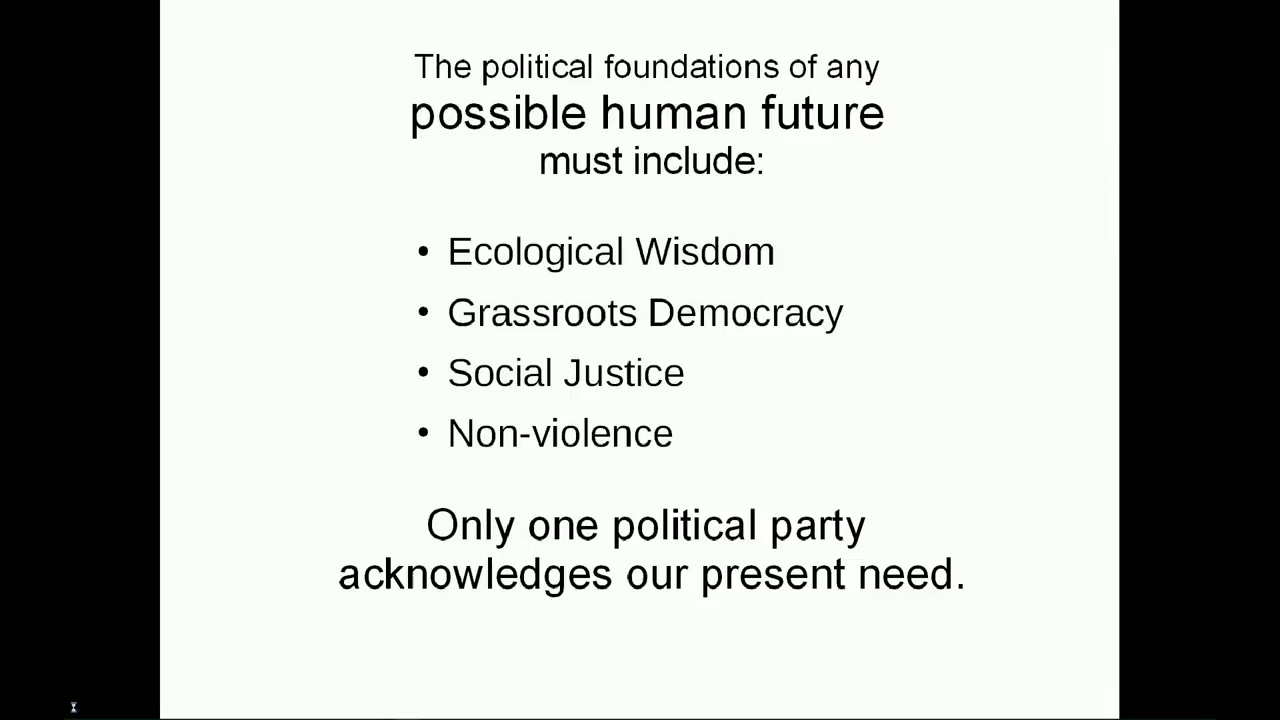 The political foundations of any
possible human future
must include:
• Ecological Wisdom
• Grassroots Democracy
• Social Justice
• Non-violence
Only one political party
acknowledges our present need.